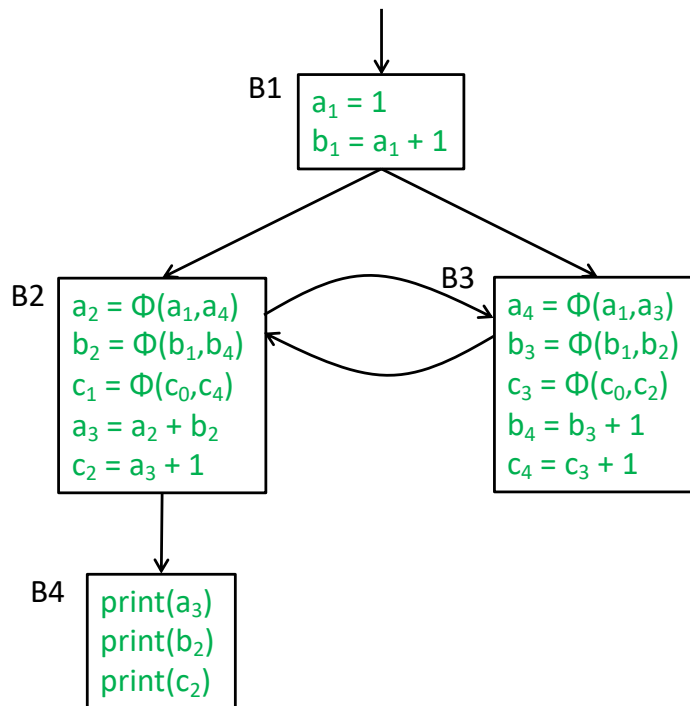 B1
a₁ = 1
b₁ = a₁ + 1
B2
a₂ = Φ(a₁,a₄)
b₂ = Φ(b₁,b₄)
c₁ = Φ(c₀,c₄)
a₃ = a₂ + b₂
c₂ = a₃ + 1
B3
a₄ = Φ(a₁,a₃)
b₃ = Φ(b₁,b₂)
c₃ = Φ(c₀,c₂)
b₄ = b₃ + 1
c₄ = c₃ + 1
B4
print(a₃)
print(b₂)
print(c₂)